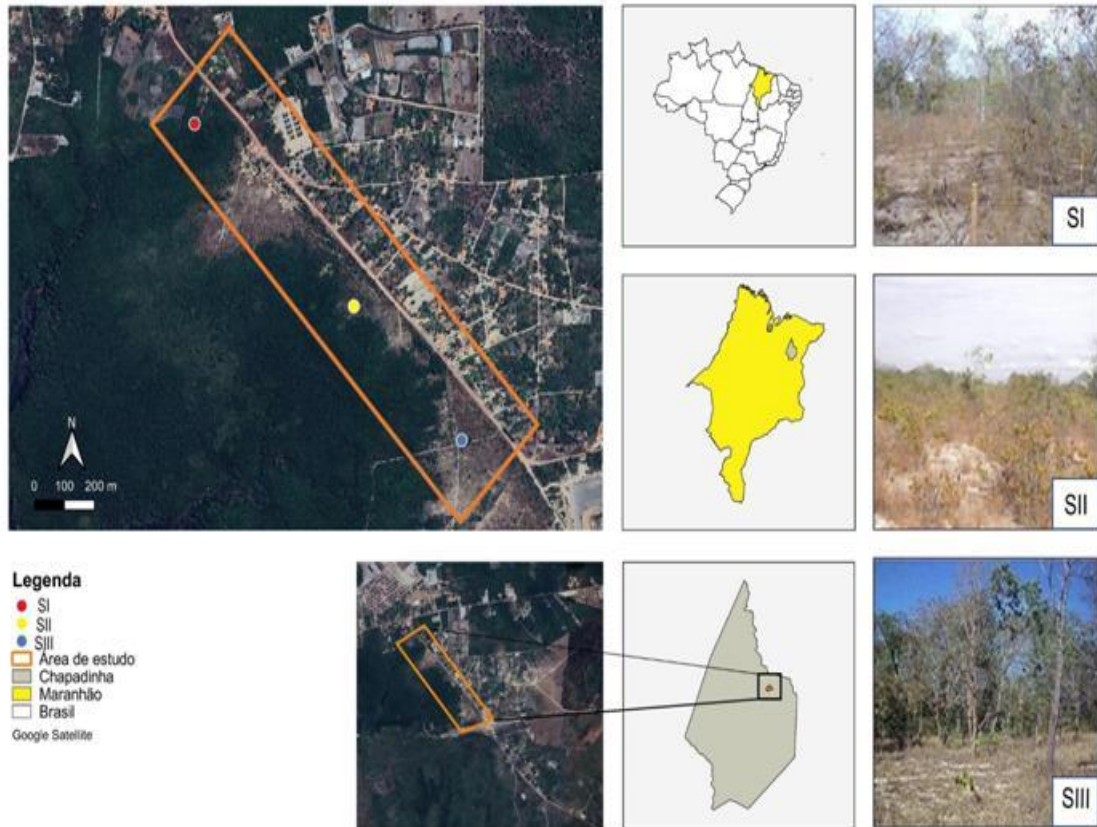 N
0 100 200 m
SI
SII
Legenda
SI
SII
SIII
Área de estudo
Chapadinha
Maranhão
Brasil
Google Satellite
SIII